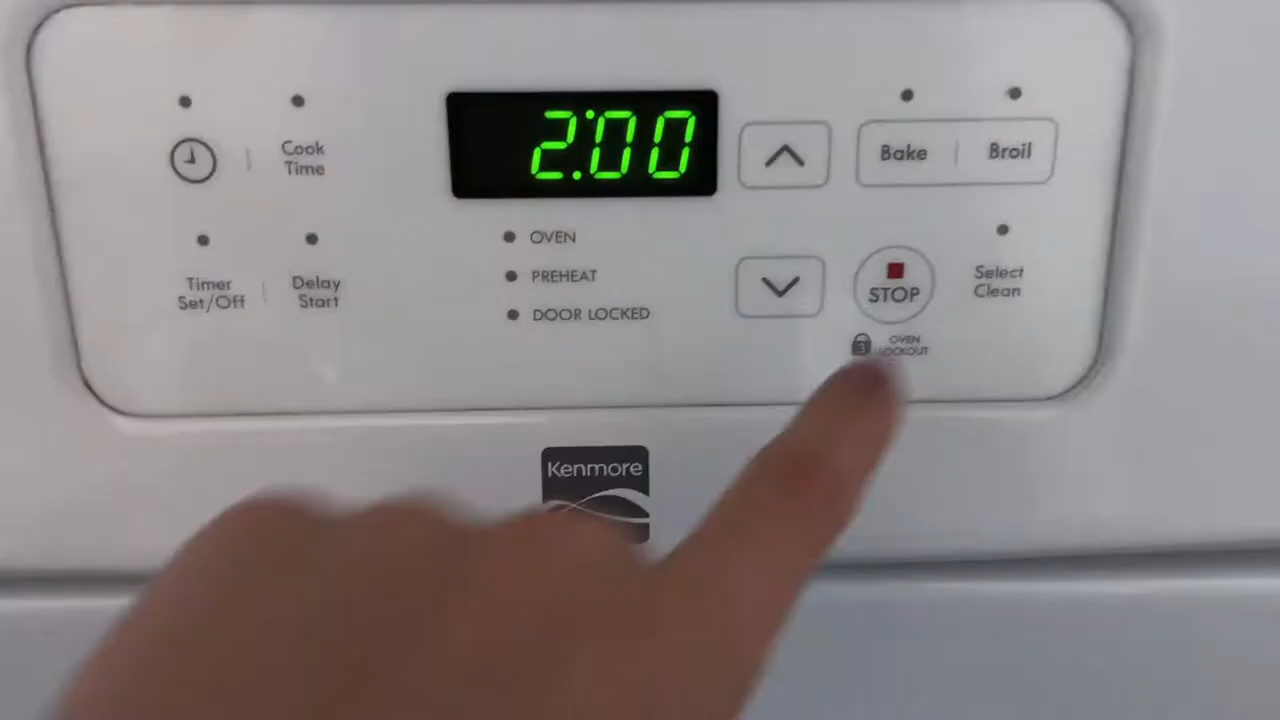 Cook
Time
2:00
Bake
Broil
Timer
Set/Off
Delay
Start
OVEN
PREHEAT
DOOR LOCKED
STOP
Select
Clean
3
OVEN
LOCKOUT
Kenmore